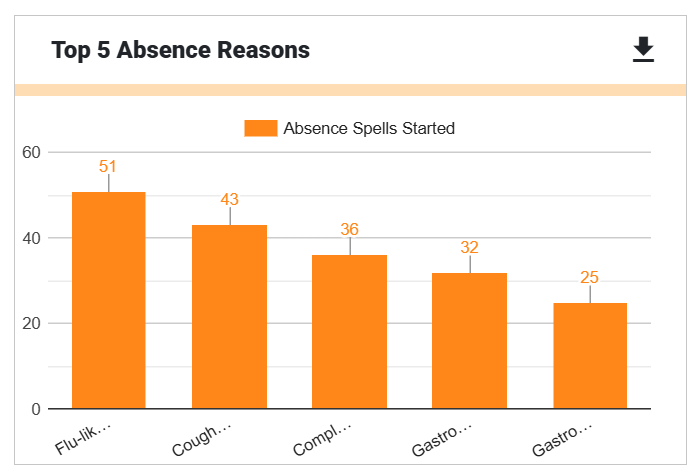 Top 5 Absence Reasons
Absence Spells Started
60
40
20
0
51
43
36
32
25
Flu-lik…
Cough…
Compl…
Gastro…
Gastro…